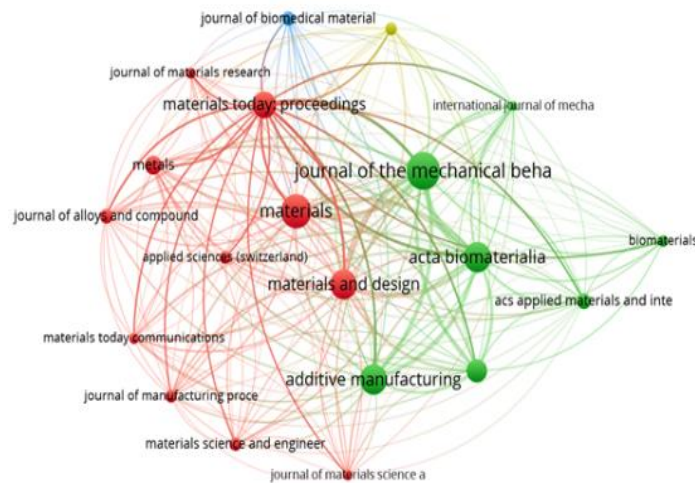 journal of biomedical material
journal of materials research
materials today: proceedings
international journal of mecha
metals
journal of the mechanical beha
journal of alloys and compound
materials
biomaterials
applied sciences (switzerland)
acta biomaterialia
materials and design
acs applied materials and inte
materials today communications
additive manufacturing
journal of manufacturing proce
materials science and engineer
journal of materials science a